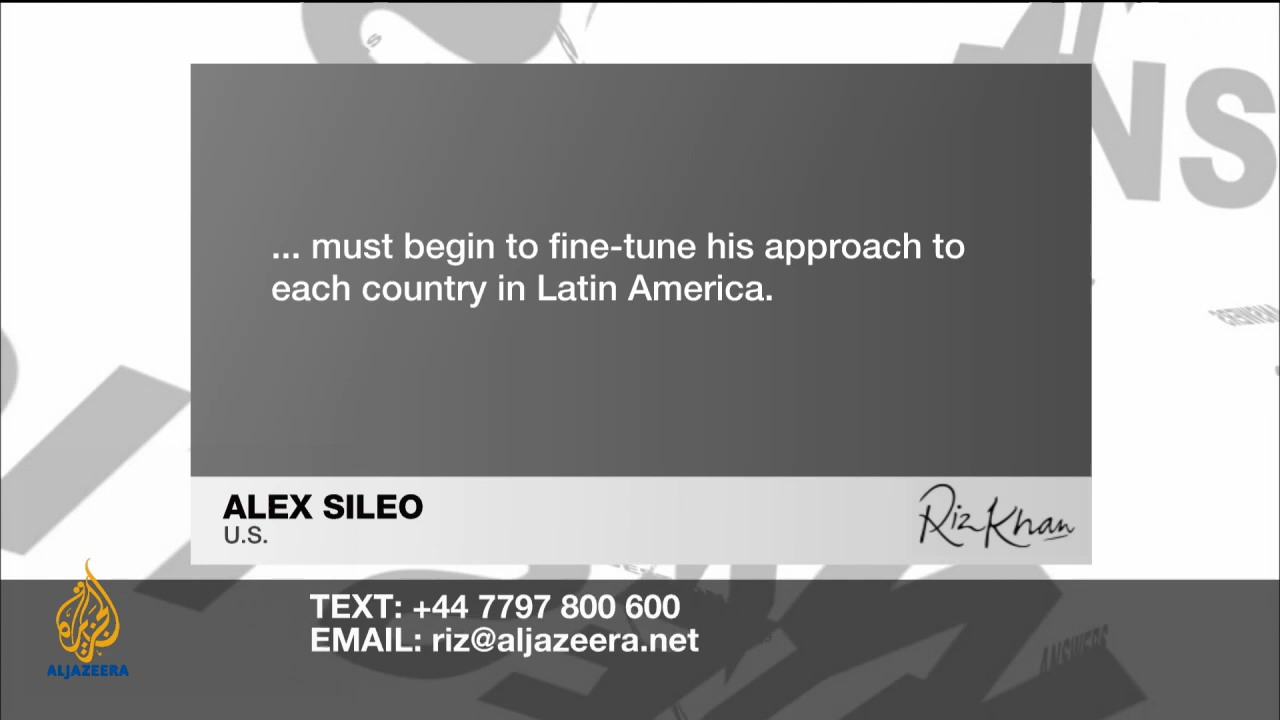 ... must begin to fine-tune his approach to
each country in Latin America.
ALEX SILEO
U.S.
Riz Khan
TEXT: +44 7797 800 600
EMAIL: riz@aljazeera.net
ALJAZEERA
ANSWERS